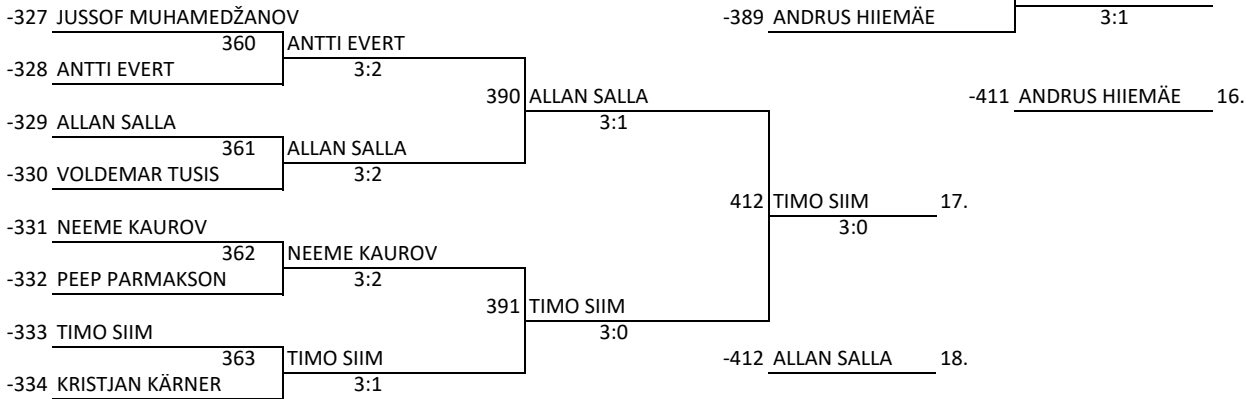 -327 JUSSOF MUHAMEDŽANOV
-389 ANDRUS HIIEMÄE
3:1
360 ANTTI EVERT
-328 ANTTI EVERT
3:2
390 ALLAN SALLA
-411 ANDRUS HIIEMÄE 16.
-329 ALLAN SALLA
3:1
361 ALLAN SALLA
-330 VOLDEMAR TUSIS
3:2
412 TIMO SIIM 17.
-331 NEEME KAUROV
3:0
362 NEEME KAUROV
-332 PEEP PARMAKSON
3:2
391 TIMO SIIM
-333 TIMO SIIM
3:0
363 TIMO SIIM
-412 ALLAN SALLA 18.
-334 KRISTJAN KÄRNER
3:1